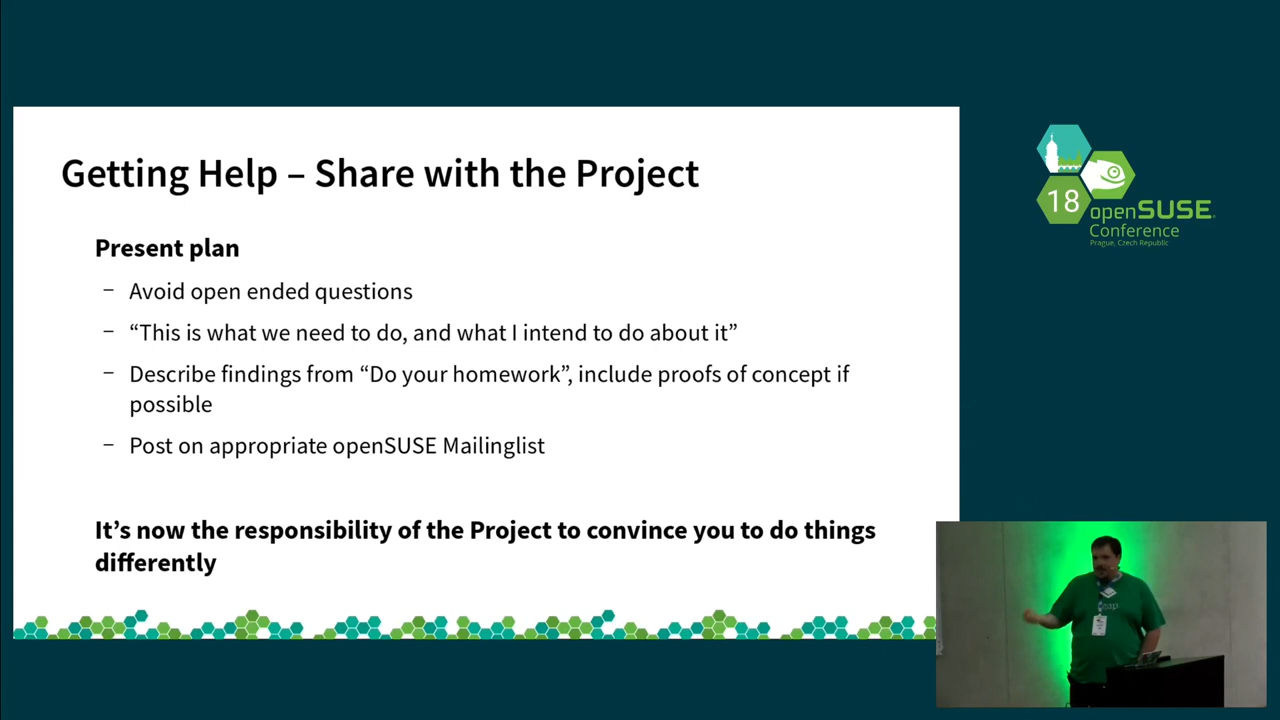 Getting Help – Share with the Project
Present plan
– Avoid open ended questions
– “This is what we need to do, and what I intend to do about it”
– Describe findings from “Do your homework”, include proofs of concept if
possible
– Post on appropriate openSUSE Mailinglist
It’s now the responsibility of the Project to convince you to do things
differently
18
openSUSE
Conference
Prague, Czech Republic